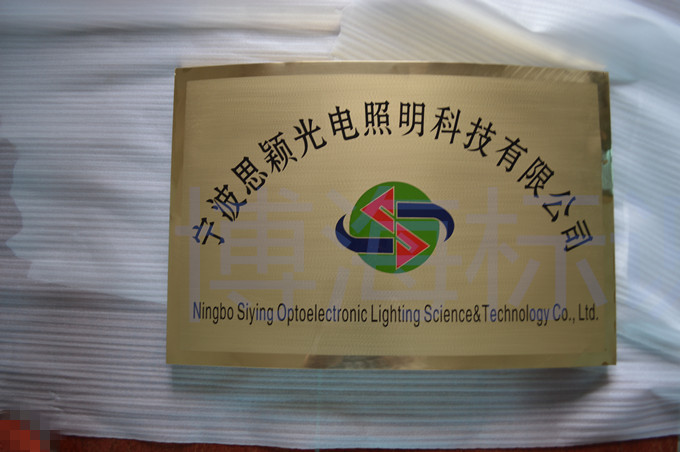 宁波思颖光电照明科技有限公司
博海标
Ningbo Siying Optoelectronic Lighting Science&Technology Co., Ltd.